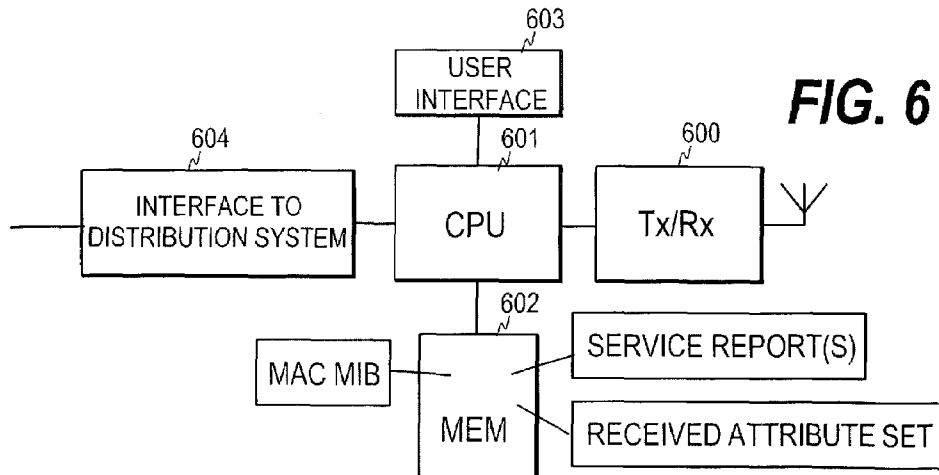 603
USER
INTERFACE
FIG. 6
604
601
600
INTERFACE TO
DISTRIBUTION SYSTEM
CPU
Tx/Rx
602
MAC MIB
SERVICE REPORT(S)
MEM
RECEIVED ATTRIBUTE SET